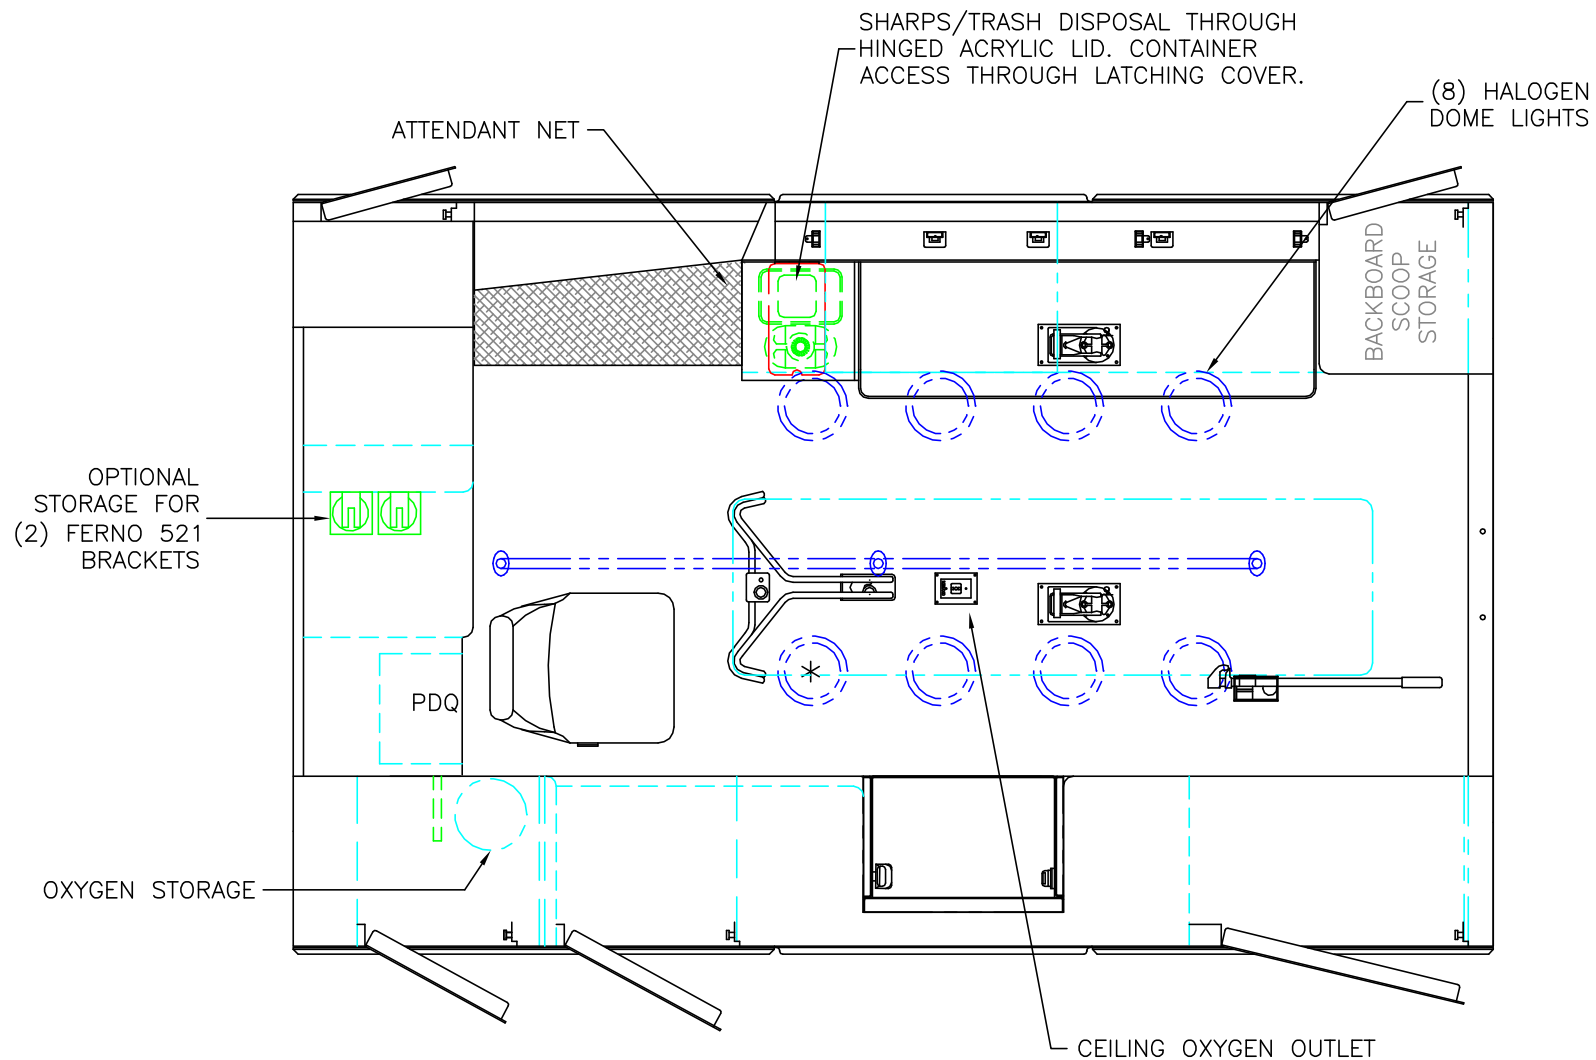 SHARPS/TRASH DISPOSAL THROUGH
HINGED ACRYLIC LID. CONTAINER
ACCESS THROUGH LATCHING COVER.
(8) HALOGEN
DOME LIGHTS
ATTENDANT NET
BACKBOARD
SCOOP
STORAGE
OPTIONAL
STORAGE FOR
(2) FERNO 521
BRACKETS
PDQ
OXYGEN STORAGE
CEILING OXYGEN OUTLET